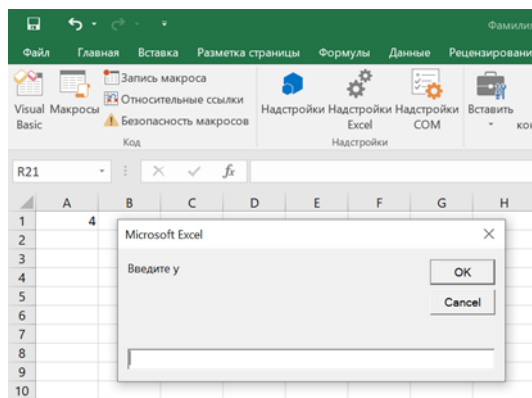 Фамилия
Файл Главная Вставка Разметка страницы Формулы Данные Рецензировани
Visual Basic
Макросы
Запись макроса
Относительные ссылки
Безопасность макросов
Код
Надстройки
Надстройки Excel
Надстройки COM
Надстройки
Вставить
кон
R21
fx
A B C D E F G H
1 4
2
3
4
5
6
7
8
9
10
Microsoft Excel
Введите y
OK
Cancel